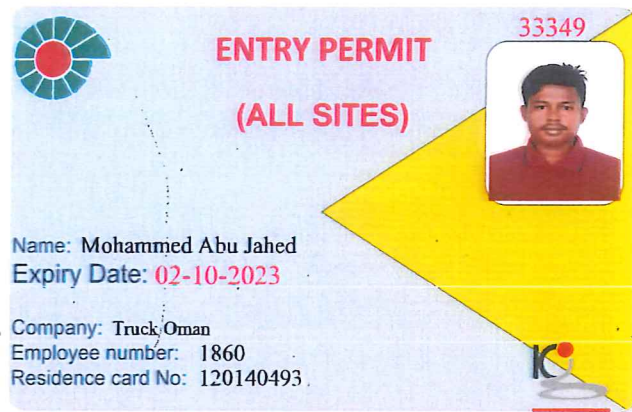 33349
ENTRY PERMIT
(ALL SITES)
Name: Mohammed Abu Jahed
Expiry Date: 02-10-2023
Company: Truck Oman
Employee number: 1860
Residence card No: 120140493